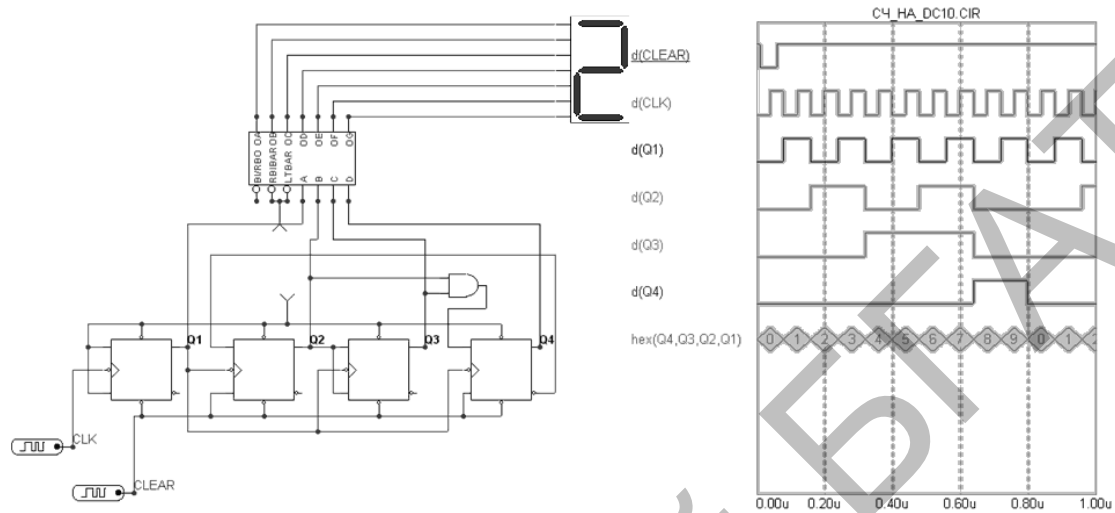 СЧ_НА_DC10.CIR
d(CLEAR)
d(CLK)
d(Q1)
d(Q2)
d(Q3)
d(Q4)
hex(Q4,Q3,Q2,Q1)
0 1 2 3 4 5 6 7 8 9 0 1 2
0.00u 0.20u 0.40u 0.60u 0.80u 1.00u
BI/RBO OA RBIBAR OB LTBAR OC A OD B OE C OF D OG
Q1 Q2 Q3 Q4
CLK
CLEAR
БГАТ